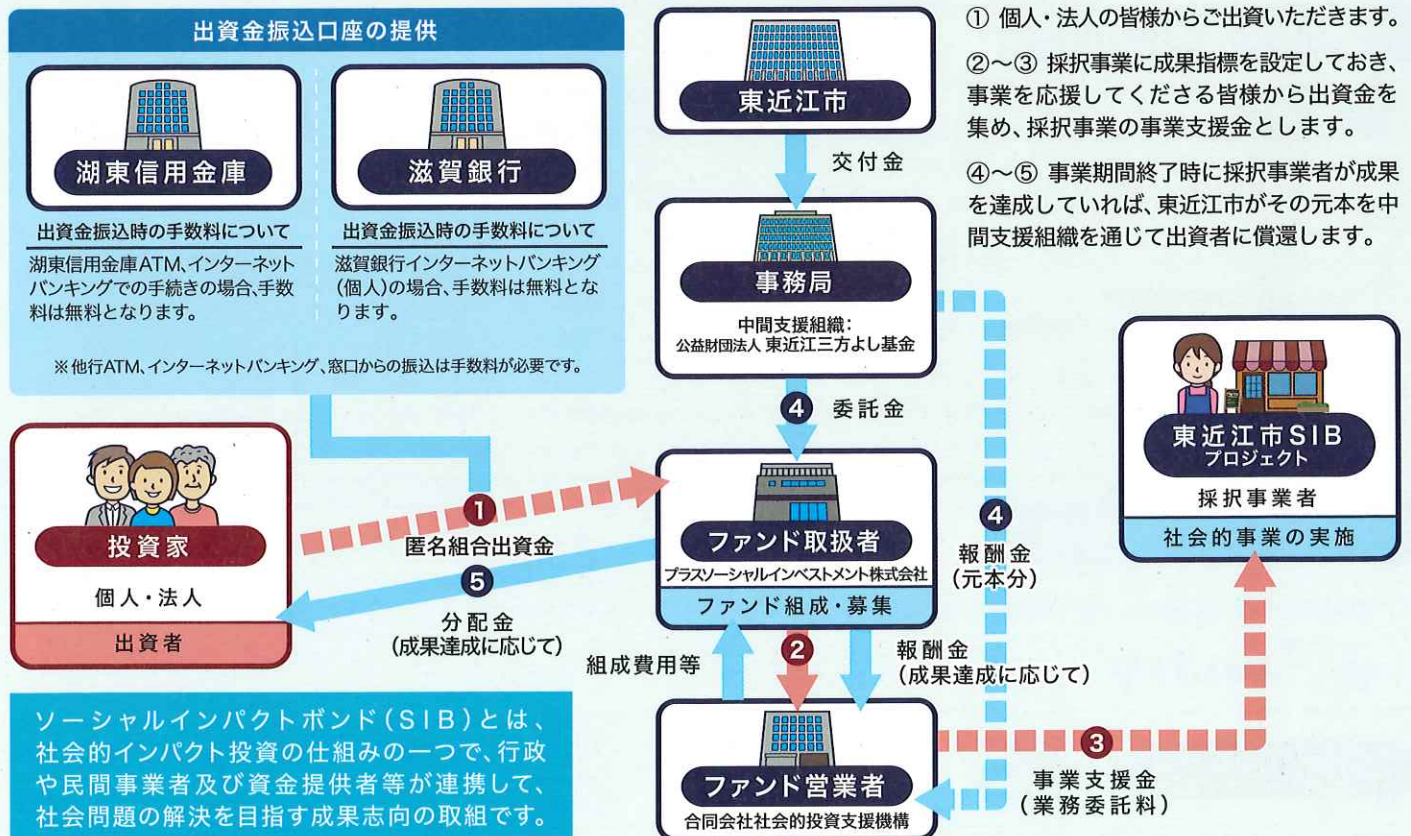 出資金振込口座の提供
湖東信用金庫
滋賀銀行
出資金振込時の手数料について
湖東信用金庫ATM、インターネット
バンキングでの手続きの場合、手数
料は無料となります。
出資金振込時の手数料について
滋賀銀行インターネットバンキング
(個人)の場合、手数料は無料とな
ります。
※他行ATM、インターネットバンキング、窓口からの振込は手数料が必要です。
東近江市
交付金
事務局
中間支援組織:
公益財団法人 東近江三方よし基金
4 委託金
① 個人・法人の皆様からご出資いただきます。
②〜③ 採択事業に成果指標を設定しておき、
事業を応援してくださる皆様から出資金を
集め、採択事業の事業支援金とします。
④〜⑤ 事業期間終了時に採択事業者が成果
を達成していれば、東近江市がその元本を中
間支援組織を通じて出資者に償還します。
投資家
個人・法人
出資者
1
匿名組合出資金
5
分配金
(成果達成に応じて)
ファンド取扱者
プラスソーシャルインベストメント株式会社
ファンド組成・募集
4
報酬金
(元本分)
東近江市SIB
プロジェクト
採択事業者
社会的事業の実施
組成費用等
2
報酬金
(成果達成に応じて)
ファンド営業者
合同会社社会的投資支援機構
3
事業支援金
(業務委託料)
ソーシャルインパクトボンド(SIB)とは、
社会的インパクト投資の仕組みの一つで、行政
や民間事業者及び資金提供者等が連携して、
社会問題の解決を目指す成果志向の取組です。